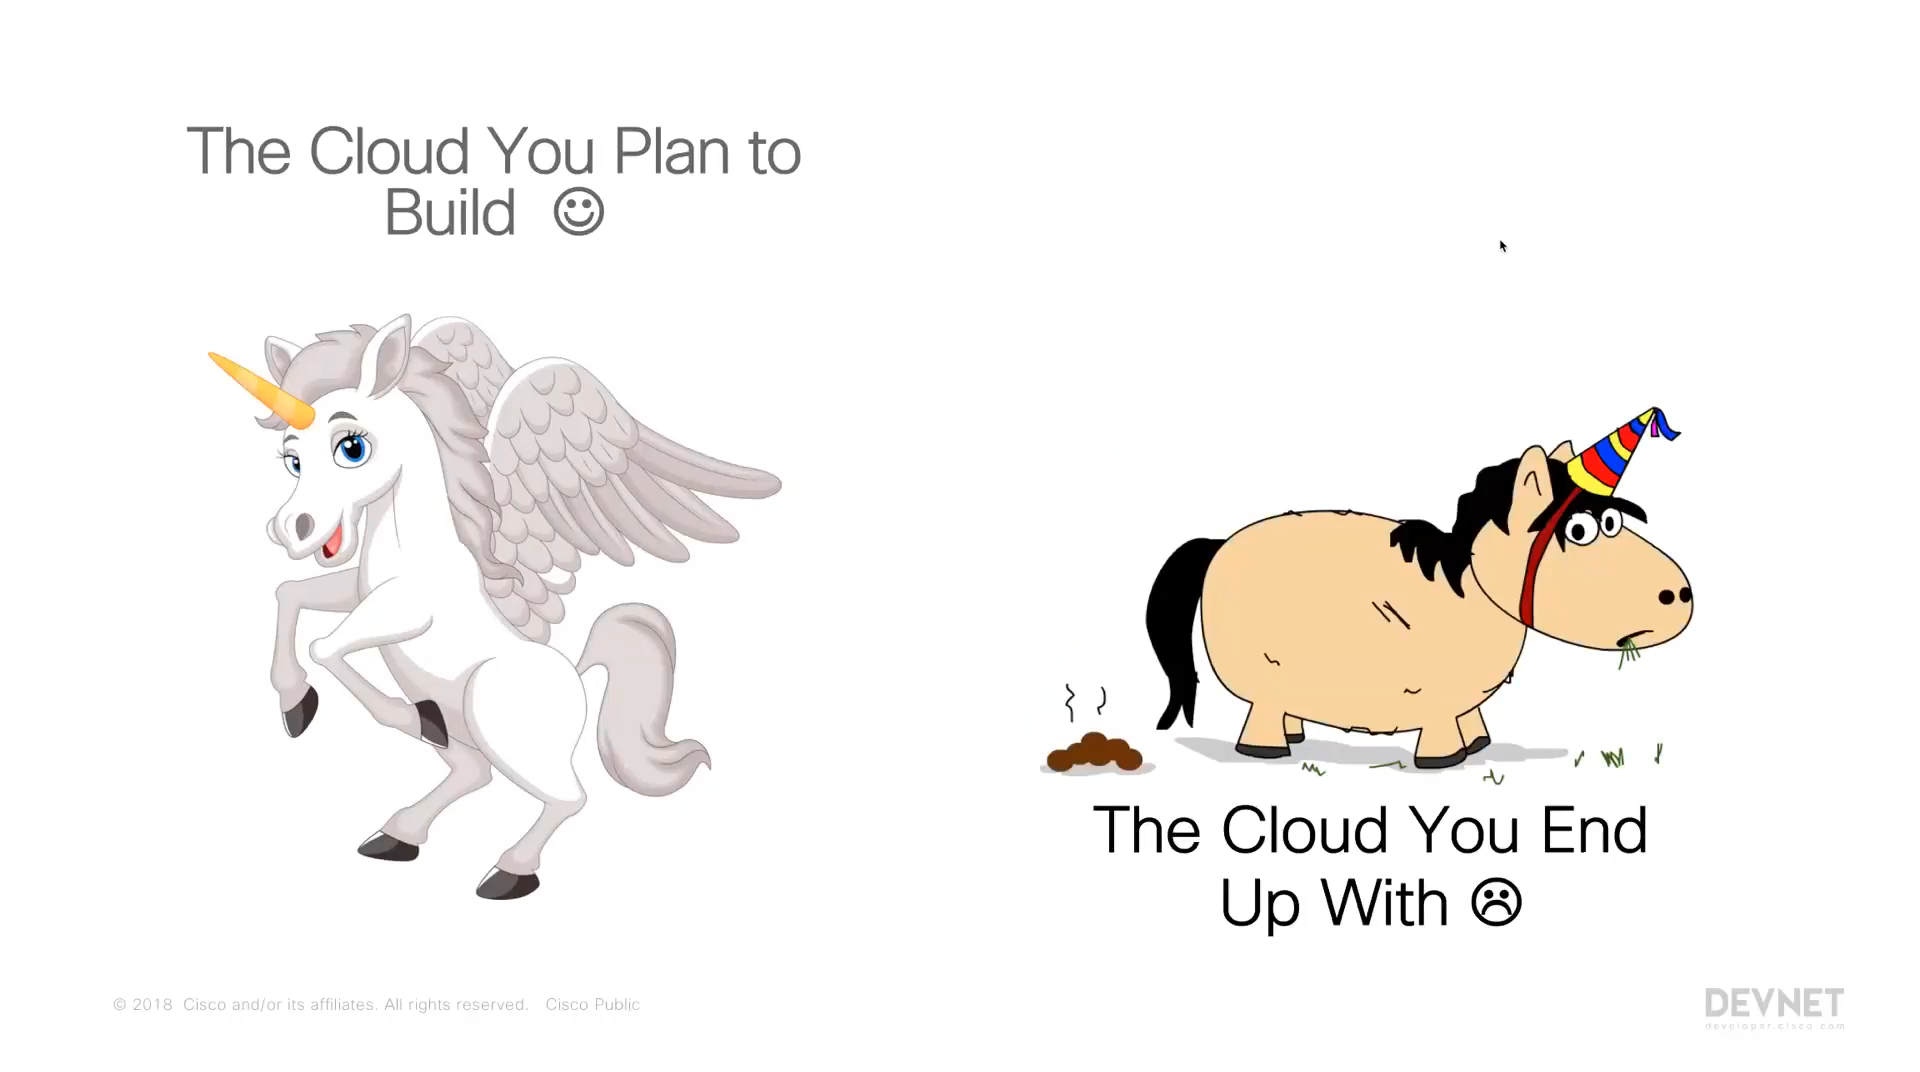 The Cloud You Plan to
Build ☺
The Cloud You End
Up With ☹
© 2018 Cisco and/or its affiliates. All rights reserved. Cisco Public
DEVNET
developer.cisco.com